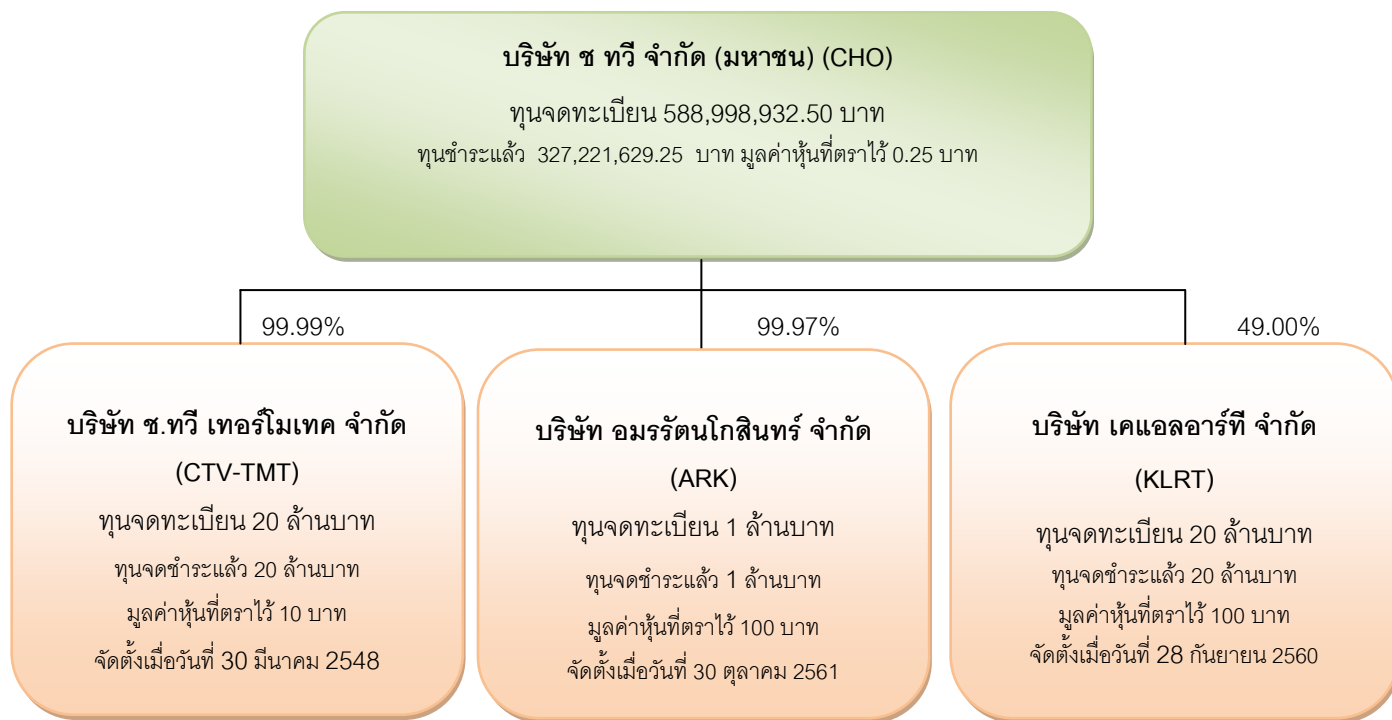 บริษัท ช ทวี จำกัด (มหาชน) (CHO)
ทุนจดทะเบียน 588,998,932.50 บาท
ทุนชำระแล้ว 327,221,629.25 บาท มูลค่าหุ้นที่ตราไว้ 0.25 บาท
99.99%
99.97%
49.00%
บริษัท ช.ทวี เทอร์โมเทค จำกัด
(CTV-TMT)
ทุนจดทะเบียน 20 ล้านบาท
ทุนจดชำระแล้ว 20 ล้านบาท
มูลค่าหุ้นที่ตราไว้ 10 บาท
จัดตั้งเมื่อวันที่ 30 มีนาคม 2548
บริษัท อมรรัตนโกสินทร์ จำกัด
(ARK)
ทุนจดทะเบียน 1 ล้านบาท
ทุนจดชำระแล้ว 1 ล้านบาท
มูลค่าหุ้นที่ตราไว้ 100 บาท
จัดตั้งเมื่อวันที่ 30 ตุลาคม 2561
บริษัท เคแอลอาร์ที จำกัด
(KLRT)
ทุนจดทะเบียน 20 ล้านบาท
ทุนจดชำระแล้ว 20 ล้านบาท
มูลค่าหุ้นที่ตราไว้ 100 บาท
จัดตั้งเมื่อวันที่ 28 กันยายน 2560